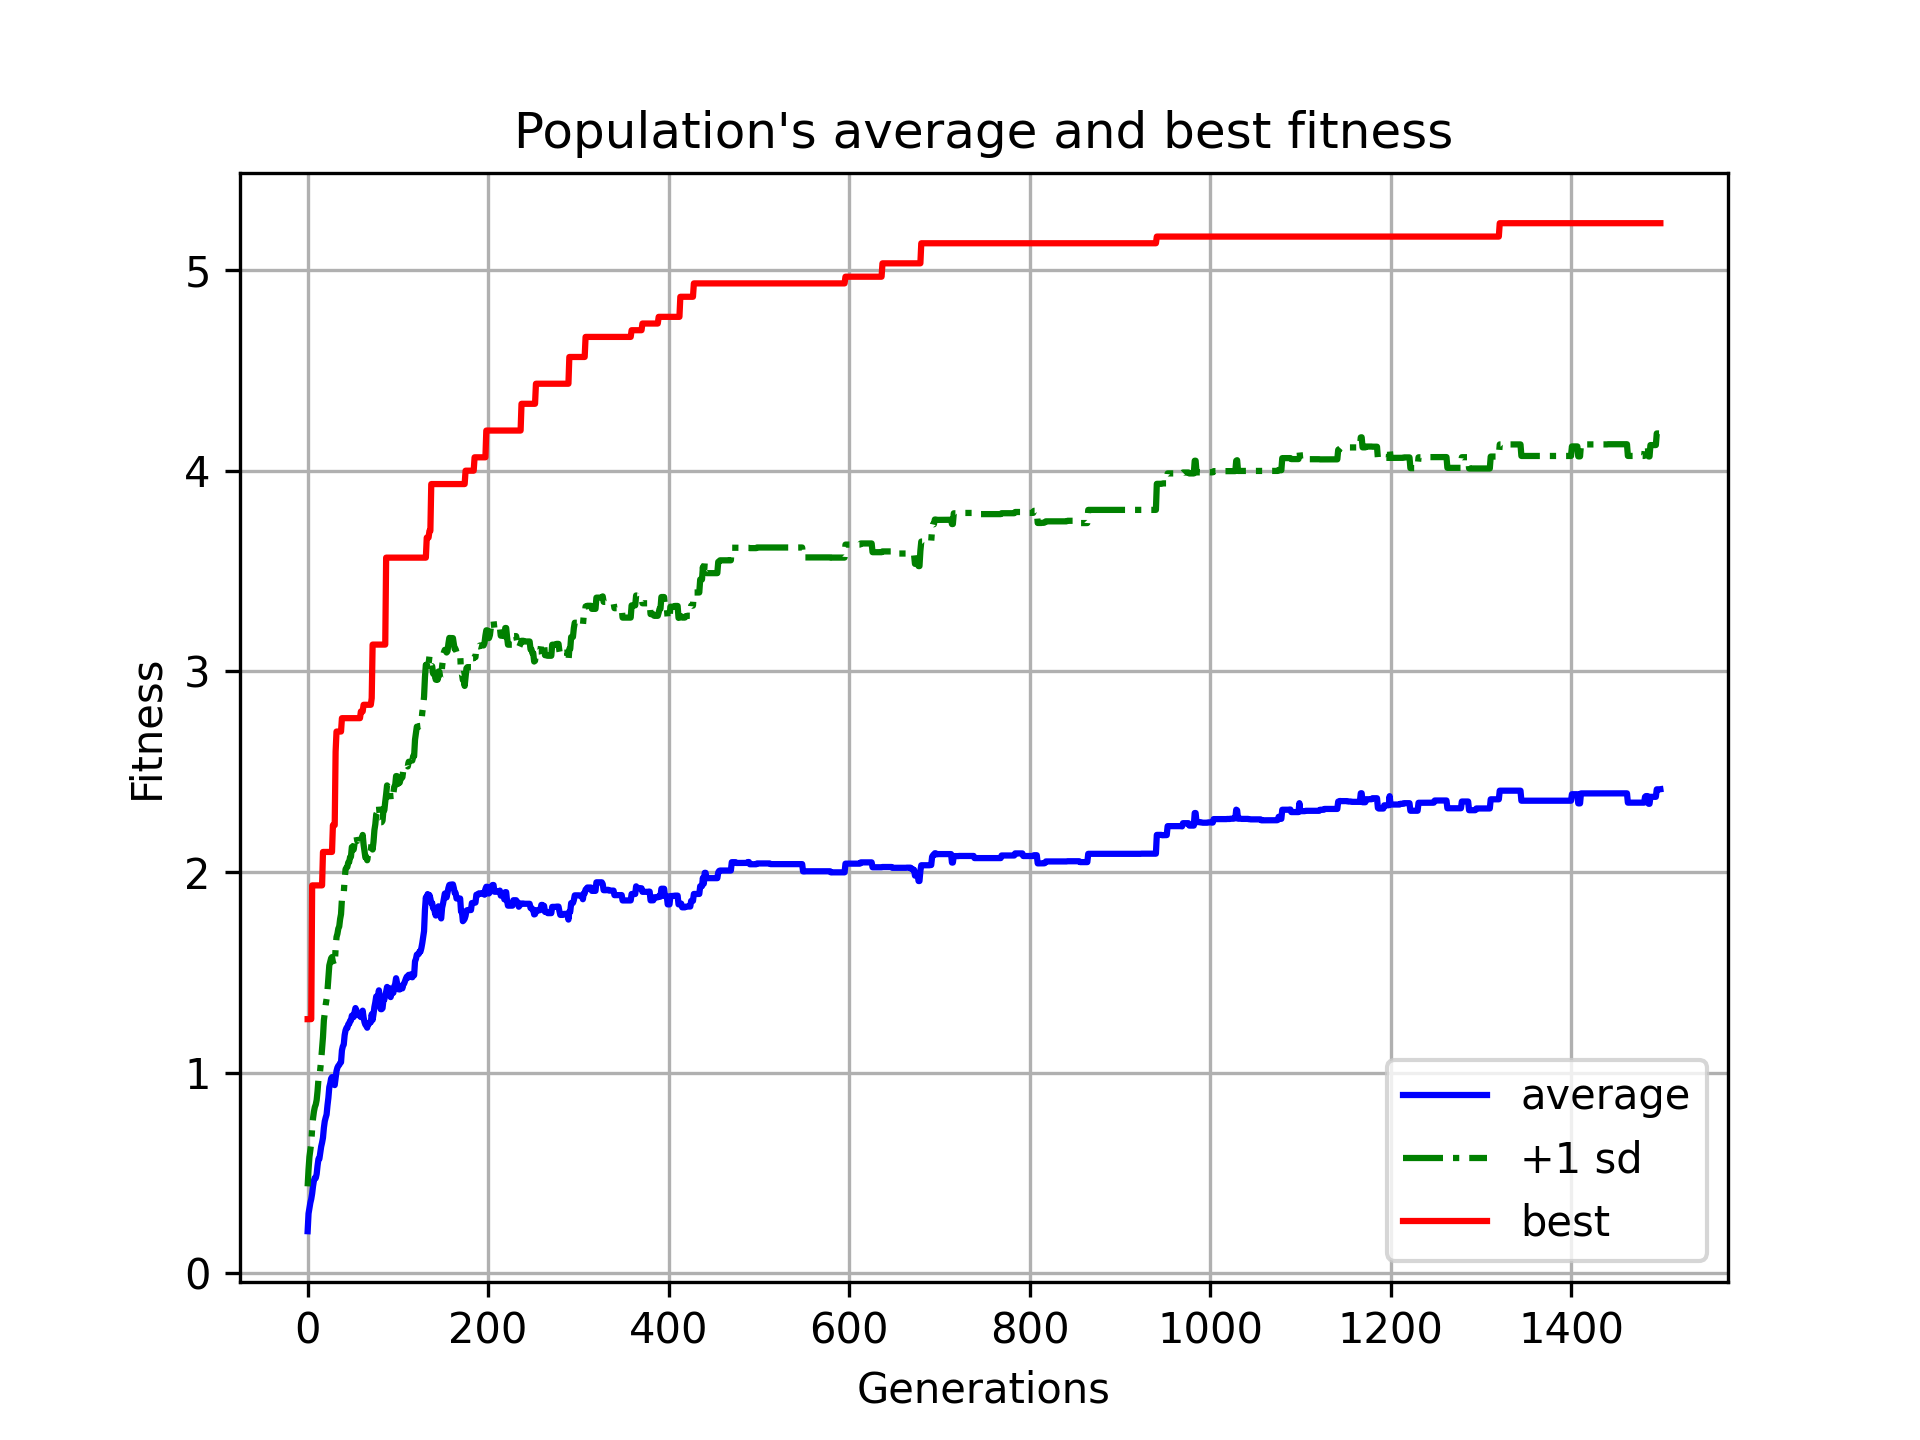 Population's average and best fitness
Fitness
5
4
3
2
1
0
0 200 400 600 800 1000 1200 1400
Generations
average
+1 sd
best